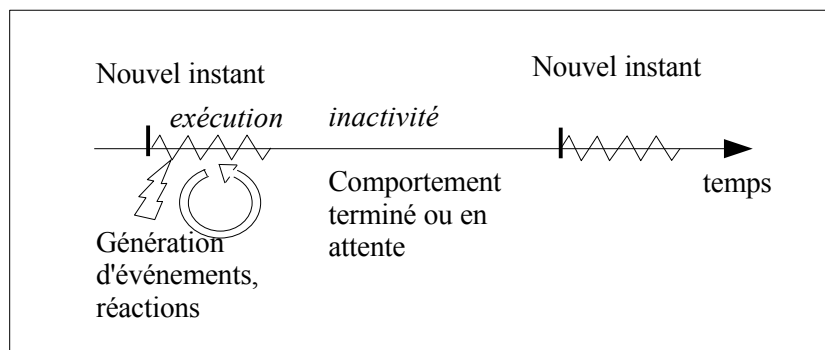 Nouvel instant
Nouvel instant
exécution
inactivité
temps
Comportement
terminé ou en
attente
Génération
d'événements,
réactions